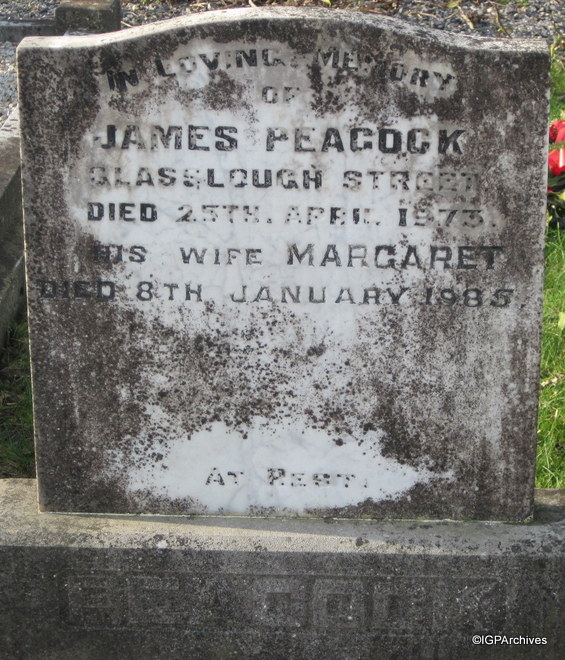 IN LOVING MEMORY
OF
JAMES PEACOCK
GLASSLOUGH STREET
DIED 25TH. APRIL 1973
HIS WIFE MARGARET
DIED 8TH JANUARY 1985.
AT REST.
PEACOCK
©IGPArchives